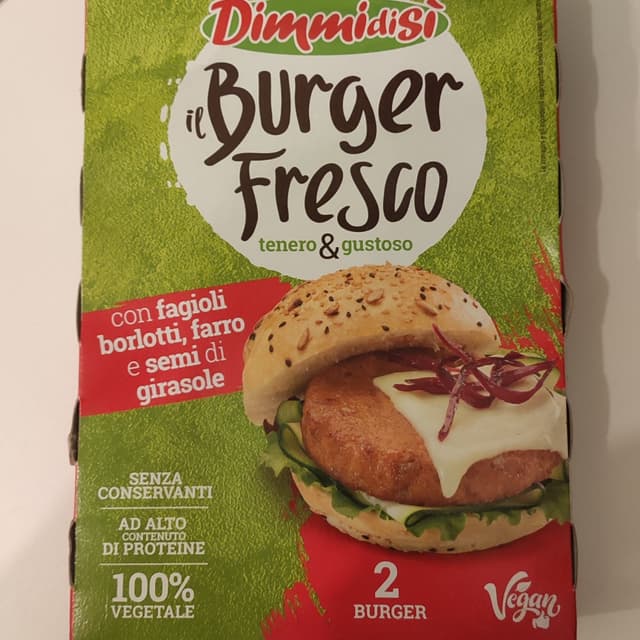 Dimmidisì
il Burger
Fresco
tenero & gustoso
con fagioli
borlotti, farro
e semi di
girasole
SENZA
CONSERVANTI
AD ALTO
CONTENUTO
DI PROTEINE
100%
VEGETALE
2
BURGER
Vegan